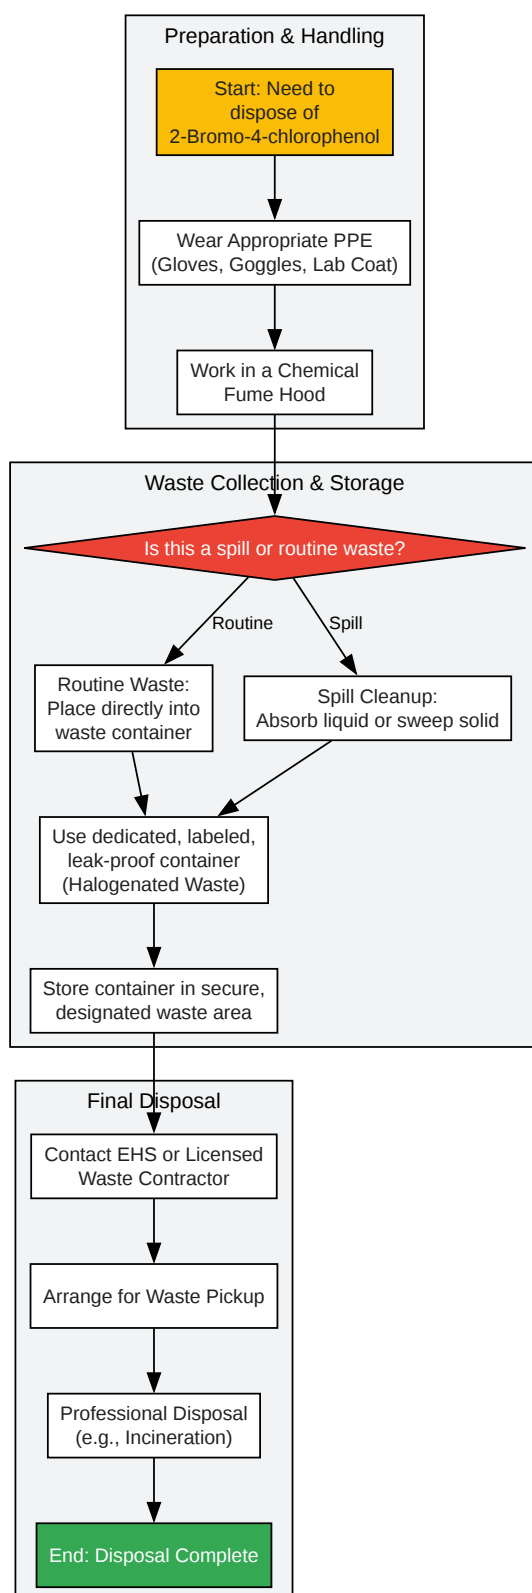 Preparation & Handling
Start: Need to
dispose of
2-Bromo-4-chlorophenol
Wear Appropriate PPE
(Gloves, Goggles, Lab Coat)
Work in a Chemical
Fume Hood
Waste Collection & Storage
Is this a spill or routine waste?
Routine
Spill
Routine Waste:
Place directly into
waste container
Spill Cleanup:
Absorb liquid or sweep solid
Use dedicated, labeled,
leak-proof container
(Halogenated Waste)
Store container in secure,
designated waste area
Final Disposal
Contact EHS or Licensed
Waste Contractor
Arrange for Waste Pickup
Professional Disposal
(e.g., Incineration)
End: Disposal Complete